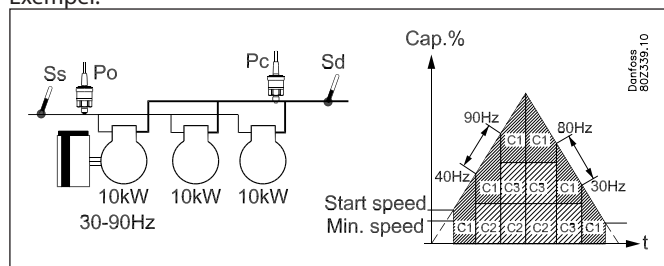 Exempel:
Ss
Po
Pc
Sd
10kW
10kW
10kW
30-90Hz
Cap.%
Danfoss
80Z339.10
90Hz
C1
C1
80Hz
40Hz
C1
C3
C3
C1
30Hz
Start speed
Min. speed
C1
C2
C2
C2
C2
C1
t